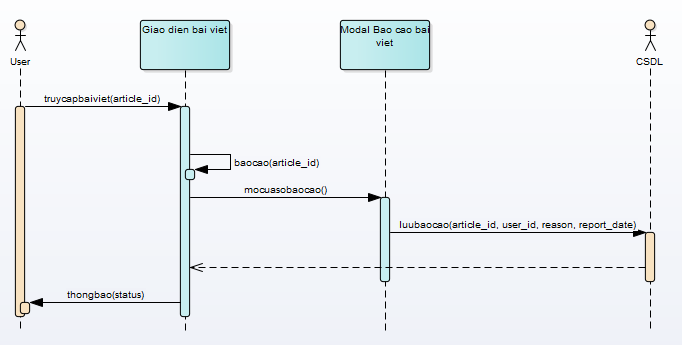 Giao dien bai viet
Modal Bao cao bai
viet
User
CSDL
truycapbaiviet(article_id)
baocao(article_id)
mocuasobaocao()
luubaocao(article_id, user_id, reason, report_date)
thongbao(status)